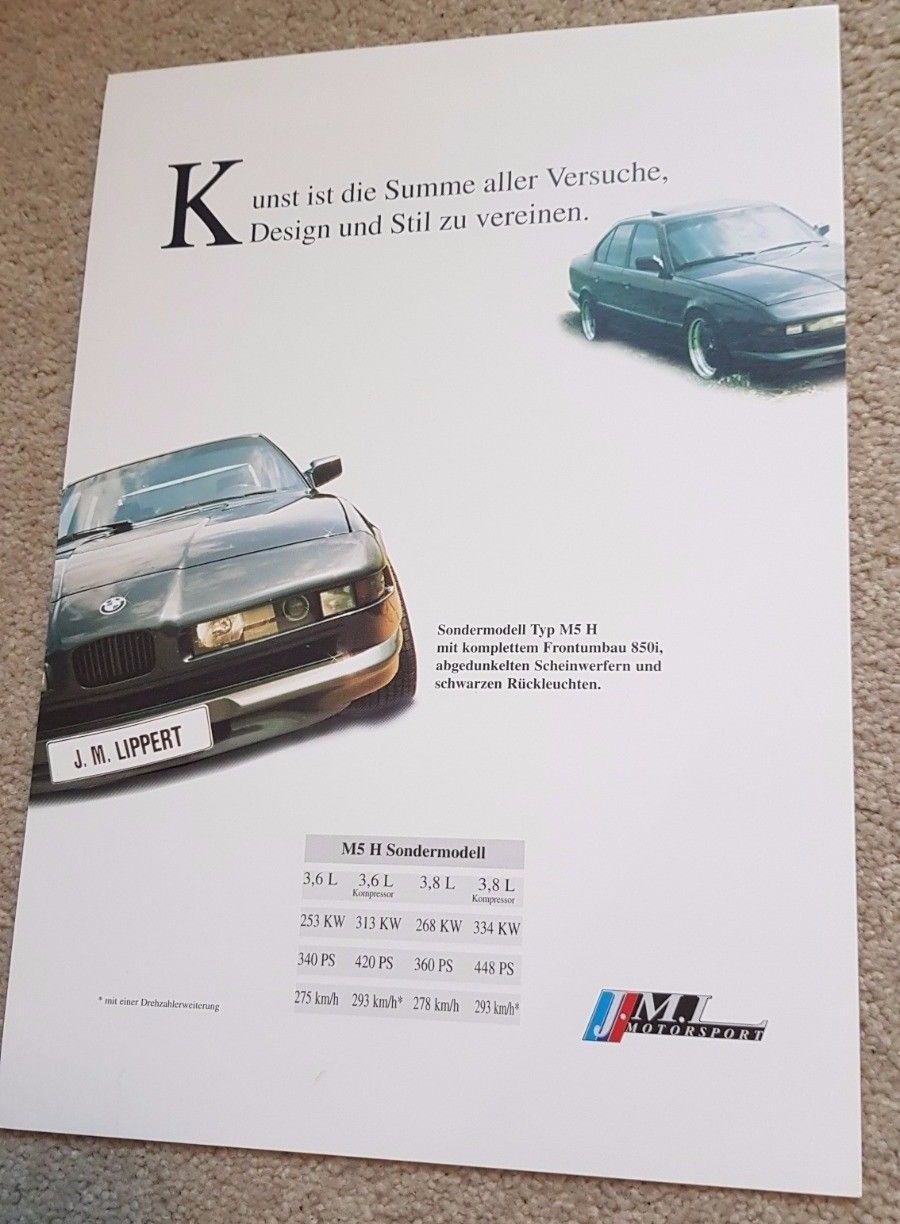 Kunst ist die Summe aller Versuche,
Design und Stil zu vereinen.
Sondermodell Typ M5 H
mit komplettem Frontumbau 850i,
abgedunkelten Scheinwerfern und
schwarzen Rückleuchten.
J. M. LIPPERT
M5 H Sondermodell
3,6 L 3,6 L 3,8 L 3,8 L
Kompressor Kompressor
253 KW 313 KW 268 KW 334 KW
340 PS 420 PS 360 PS 448 PS
275 km/h 293 km/h* 278 km/h 293 km/h*
* mit einer Drehzahlerweiterung
J.M.L
MOTORSPORT